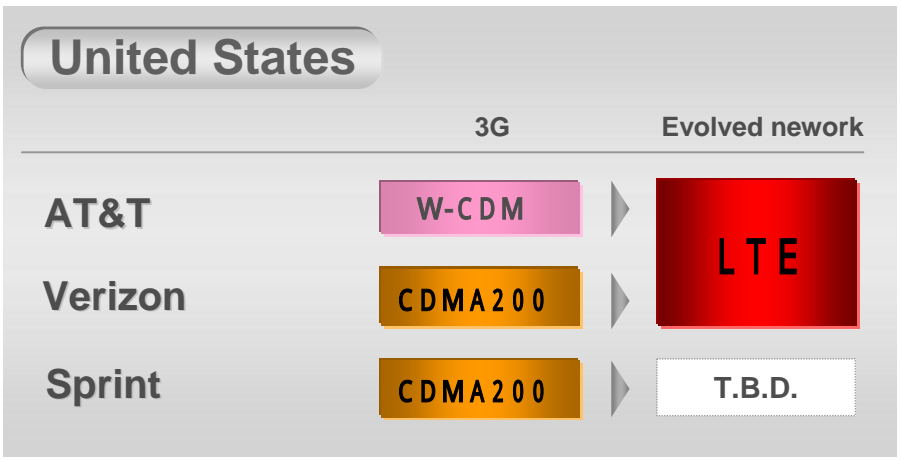 United States
3G Evolved nework
AT&T W-CDM LTE
Verizon CDMA200
Sprint CDMA200 T.B.D.